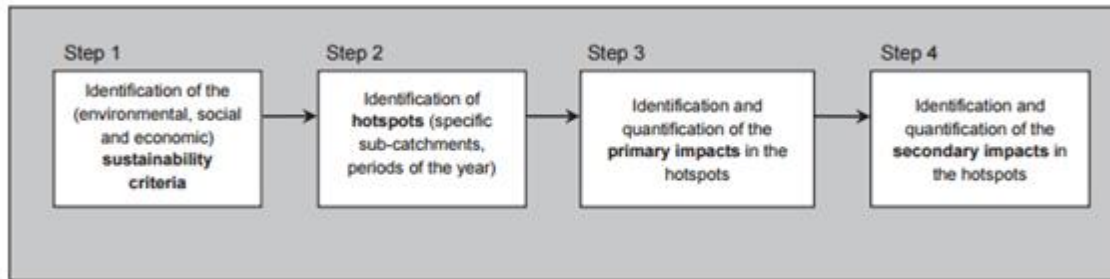 Step 1
Identification of the
(environmental, social
and economic)
sustainability
criteria
Step 2
Identification of
hotspots (specific
sub-catchments,
periods of the year)
Step 3
Identification and
quantification of the
primary impacts in the
hotspots
Step 4
Identification and
quantification of the
secondary impacts in
the hotspots